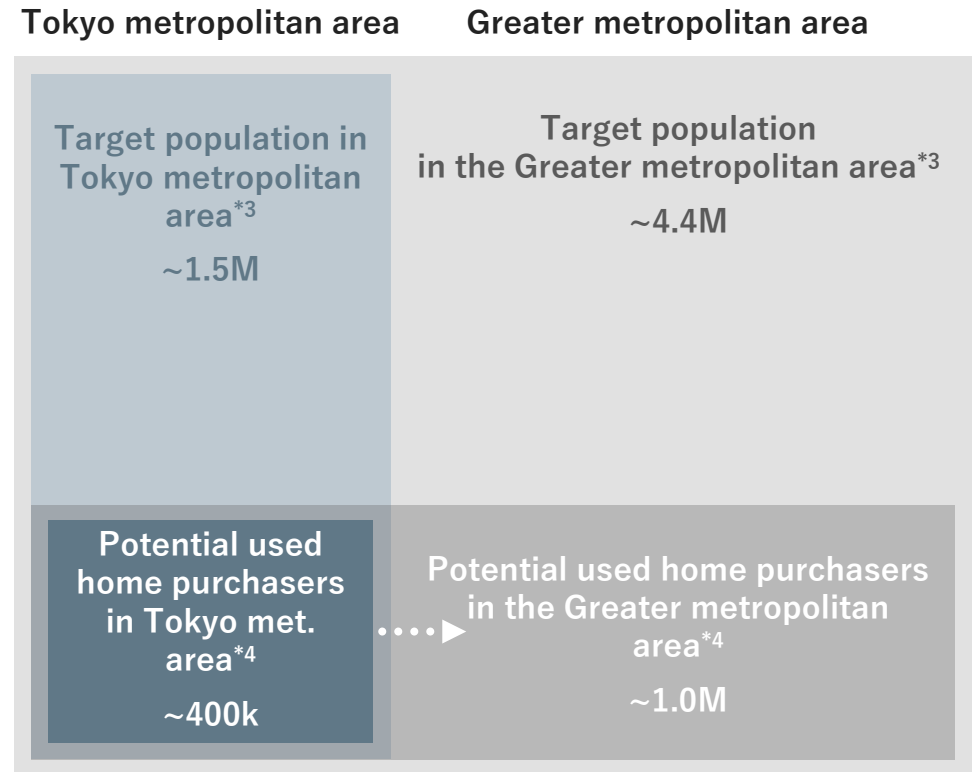 Tokyo metropolitan area
Greater metropolitan area
Target population in
Tokyo metropolitan
area*3
~1.5M
Target population
in the Greater metropolitan area*3
~4.4M
Potential used
home purchasers
in Tokyo met.
area*4
~400k
Potential used home purchasers
in the Greater metropolitan
area*4
~1.0M